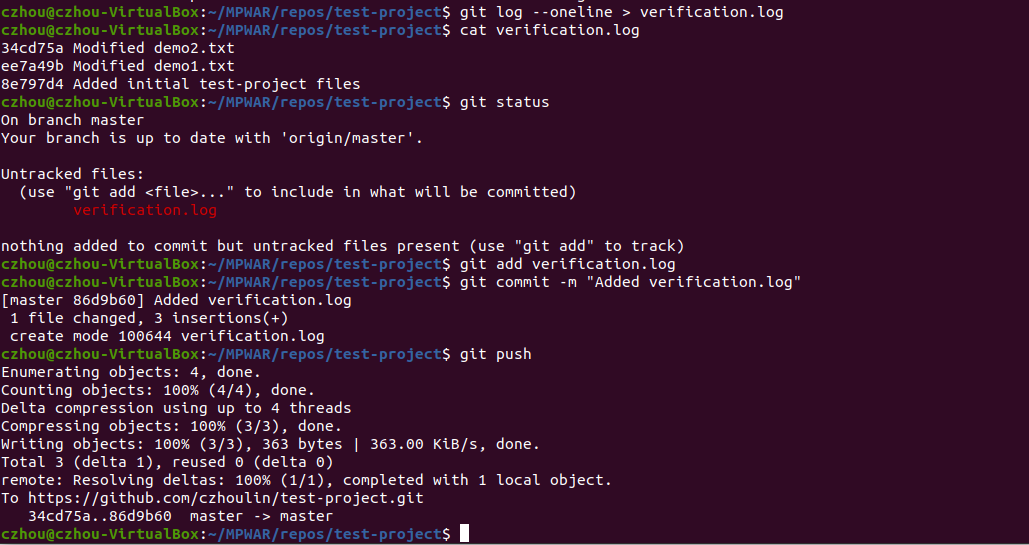 czhou@czhou-VirtualBox:~/MPWAR/repos/test-project$ git log --oneline > verification.log
czhou@czhou-VirtualBox:~/MPWAR/repos/test-project$ cat verification.log
34cd75a Modified demo2.txt
ee7a49b Modified demo1.txt
8e797d4 Added initial test-project files
czhou@czhou-VirtualBox:~/MPWAR/repos/test-project$ git status
On branch master
Your branch is up to date with 'origin/master'.

Untracked files:
  (use "git add <file>..." to include in what will be committed)
        verification.log

nothing added to commit but untracked files present (use "git add" to track)
czhou@czhou-VirtualBox:~/MPWAR/repos/test-project$ git add verification.log
czhou@czhou-VirtualBox:~/MPWAR/repos/test-project$ git commit -m "Added verification.log"
[master 86d9b60] Added verification.log
 1 file changed, 3 insertions(+)
 create mode 100644 verification.log
czhou@czhou-VirtualBox:~/MPWAR/repos/test-project$ git push
Enumerating objects: 4, done.
Counting objects: 100% (4/4), done.
Delta compression using up to 4 threads
Compressing objects: 100% (3/3), done.
Writing objects: 100% (3/3), 363 bytes | 363.00 KiB/s, done.
Total 3 (delta 1), reused 0 (delta 0)
remote: Resolving deltas: 100% (1/1), completed with 1 local object.
To https://github.com/czhoulin/test-project.git
   34cd75a..86d9b60  master -> master
czhou@czhou-VirtualBox:~/MPWAR/repos/test-project$